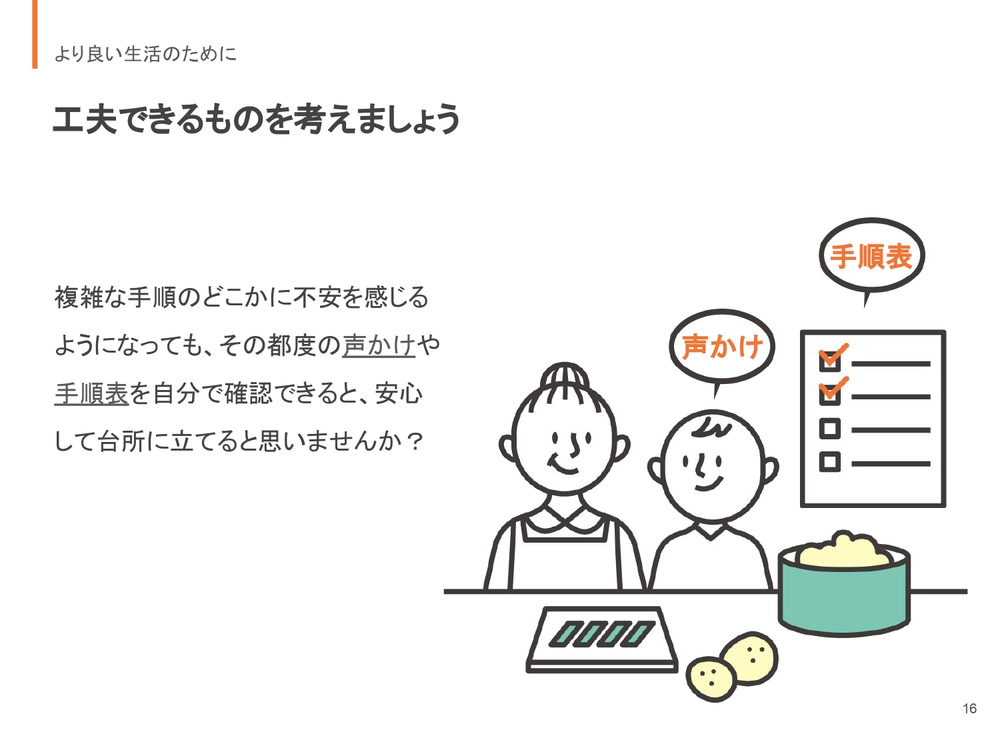 より良い生活のために
工夫できるものを考えましょう
複雑な手順のどこかに不安を感じる
ようになっても、その都度の声かけや
手順表を自分で確認できると、安心
して台所に立てると思いませんか？
手順表
声かけ
16